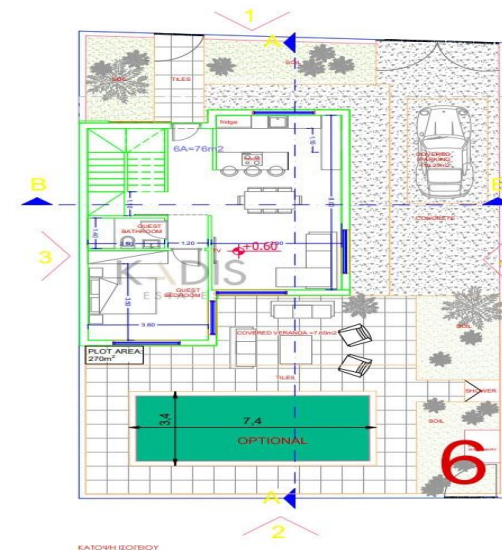 1
A
SOIL
TILES
SOIL
fridge
6A=76m2
COVERED
PARKING
CONCRETE
B
B
GUEST
BATHROOM
1.20
+0.60
3
KADIS
GUEST
BEDROOM
3.60
SOIL
COVERED VERANDA =7.60m2
PLOT AREA:
270m²
TILES
SHOWER
3,4
7,4
OPTIONAL
SOIL
6
A
2
ΚΑΤΟΨΗ ΙΣΟΓΕΙΟΥ